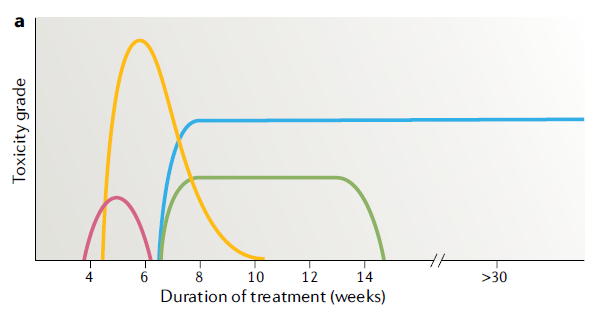 a
Toxicity grade
4 6 8 10 12 14 >30
Duration of treatment (weeks)